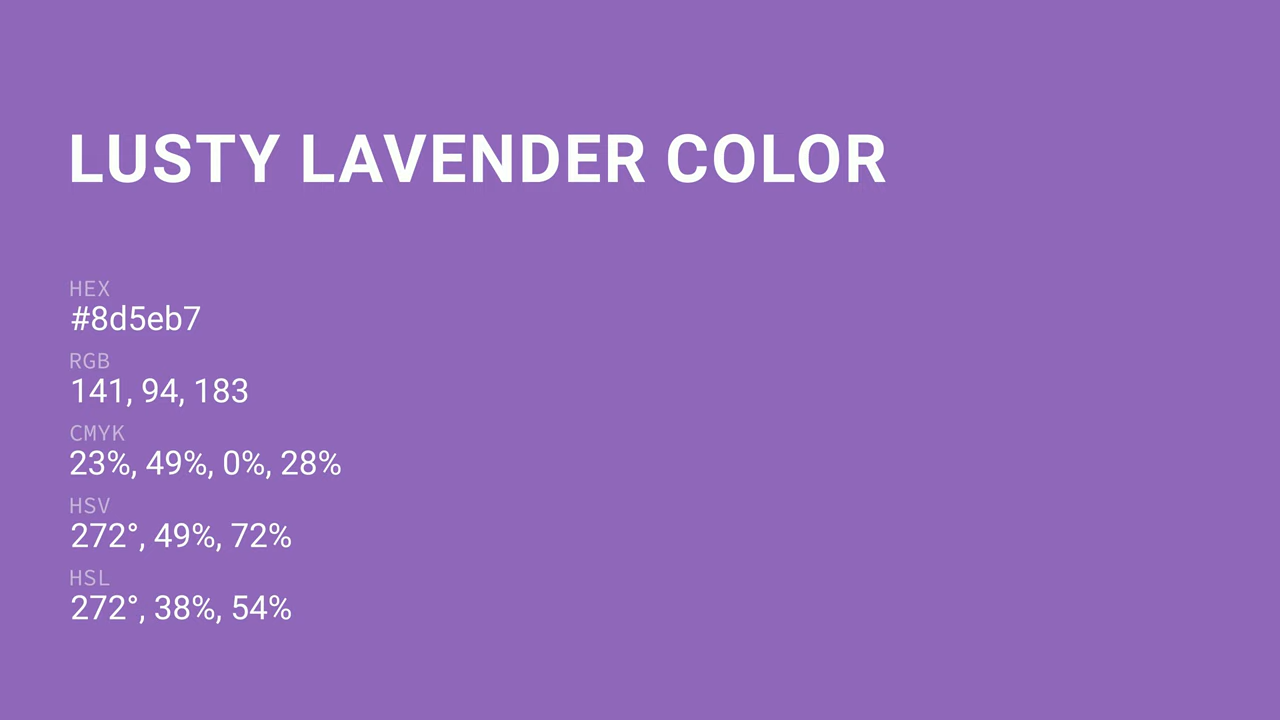 LUSTY LAVENDER COLOR
HEX
#8d5eb7
RGB
141, 94, 183
CMYK
23%, 49%, 0%, 28%
HSV
272°, 49%, 72%
HSL
272°, 38%, 54%